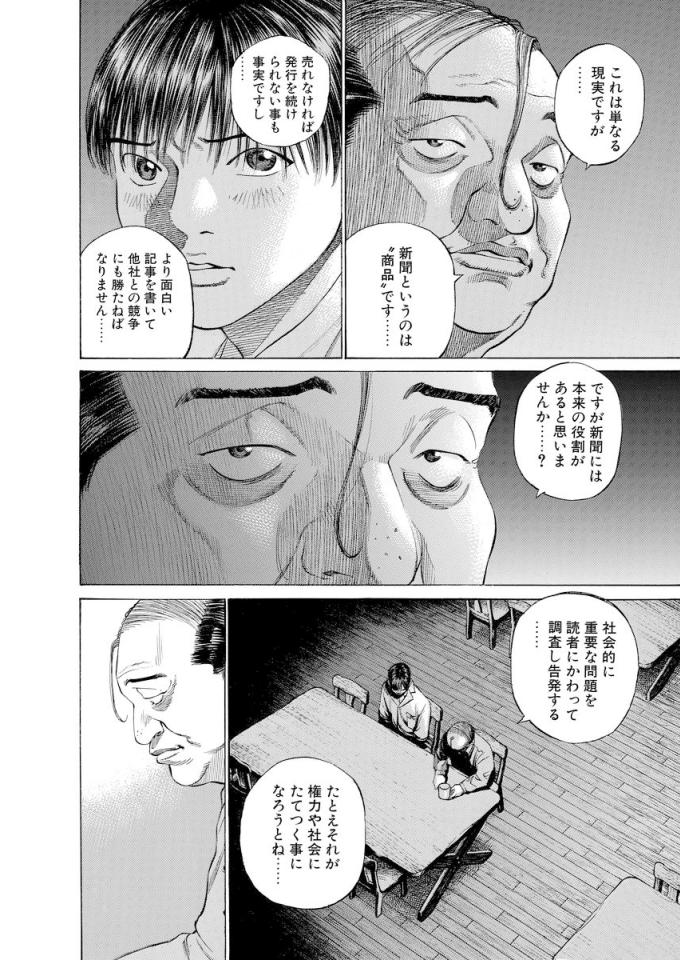 これは単なる
現実ですが
……
新聞というのは
〝商品〟です……
売れなければ
発行を続け
られない事も
事実ですし
……
より面白い
記事を書いて
他社との競争
にも勝たねば
なりません……
ですが新聞には
本来の役割が
あると思いま
せんか……？
社会的に
重要な問題を
読者にかわって
調査し告発する
……
たとえそれが
権力や社会に
たてつく事に
なろうとね……